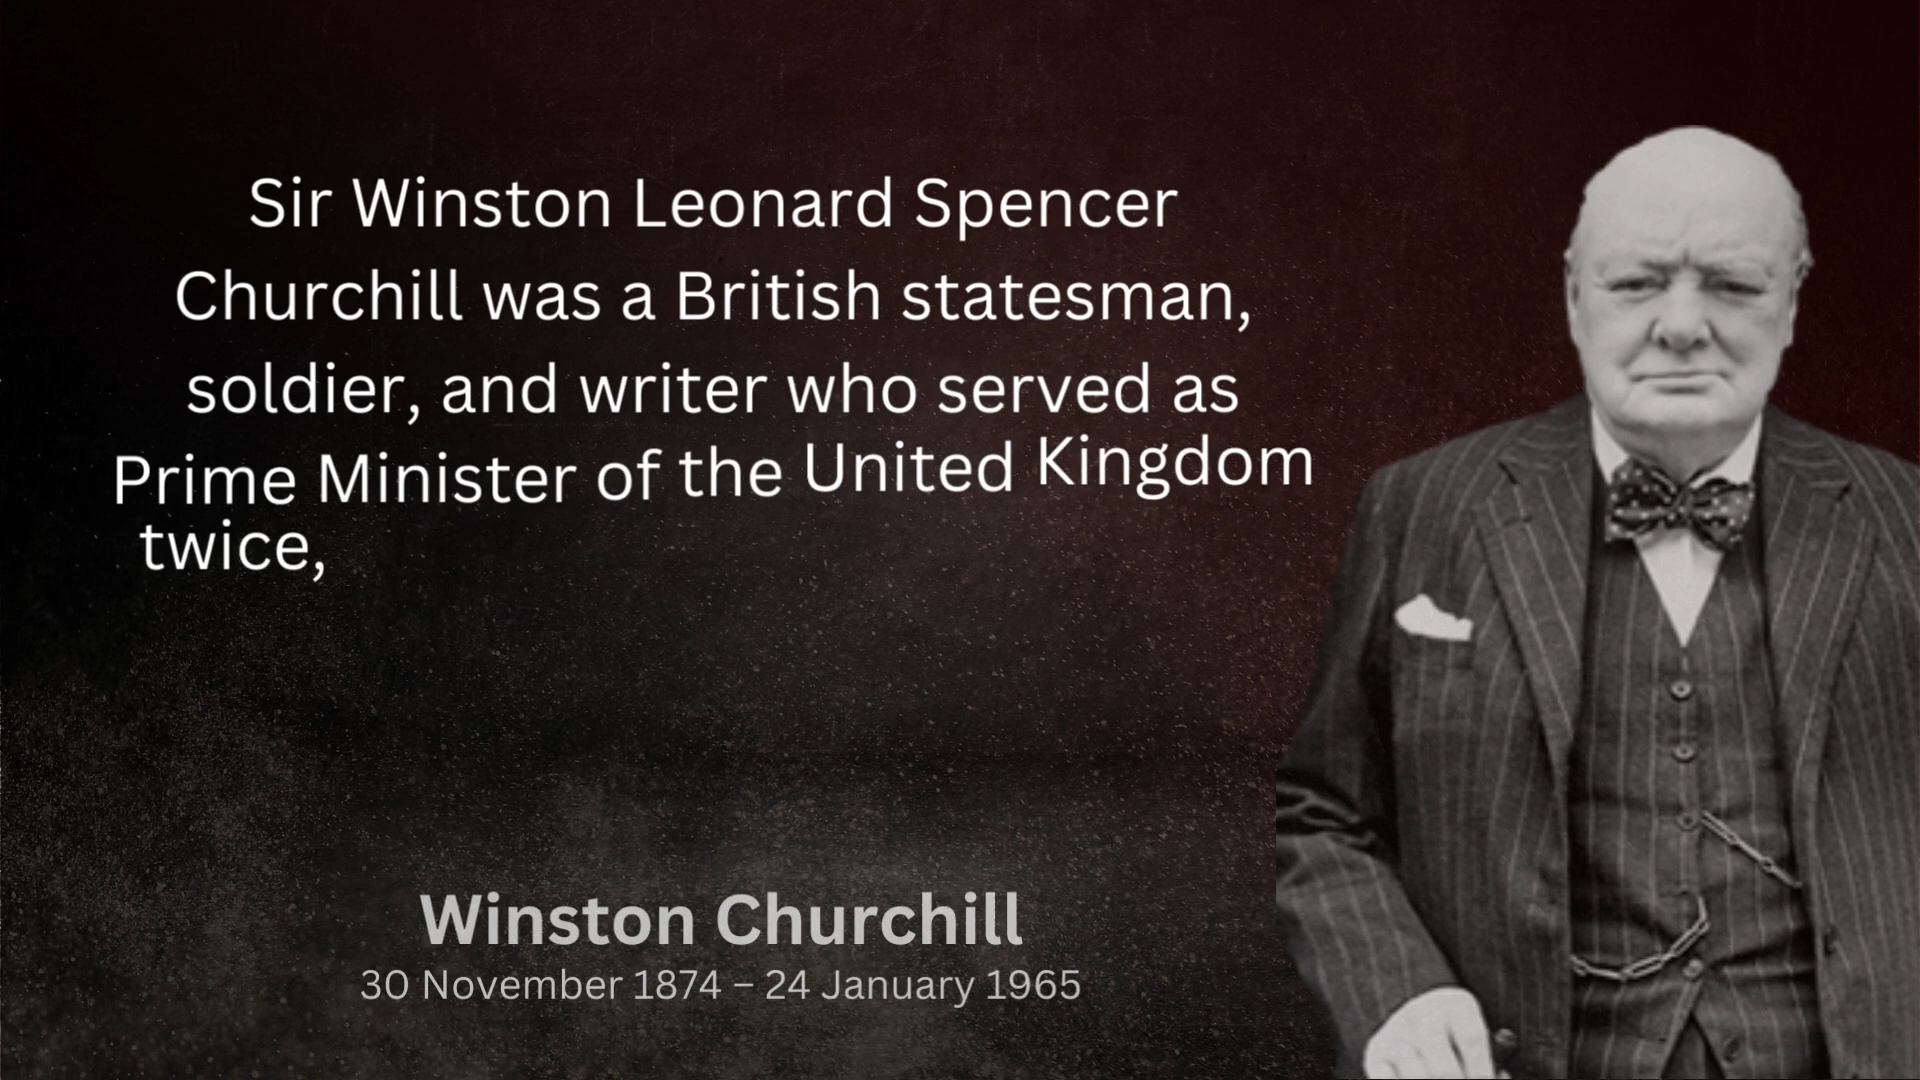 Sir Winston Leonard Spencer
Churchill was a British statesman,
soldier, and writer who served as
Prime Minister of the United Kingdom
twice,
Winston Churchill
30 November 1874 – 24 January 1965